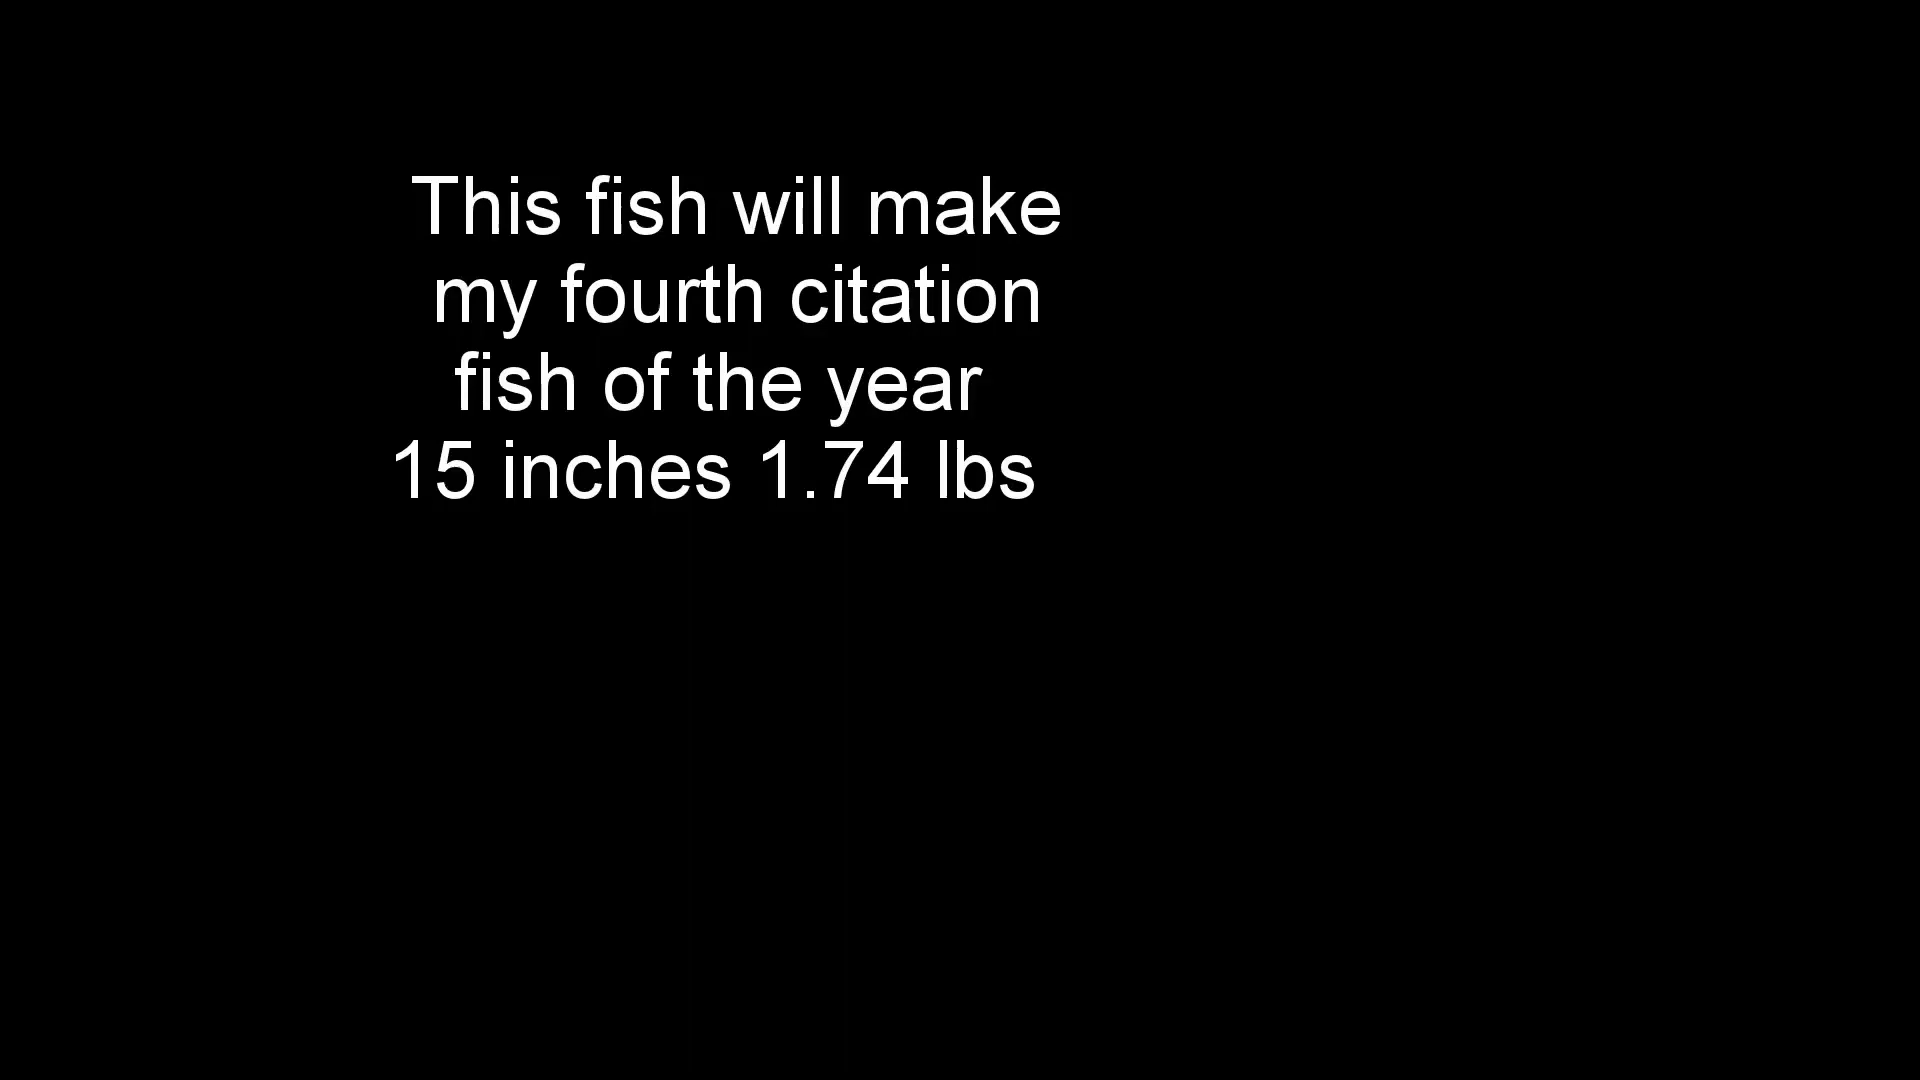 This fish will make
my fourth citation
fish of the year
15 inches 1.74 lbs